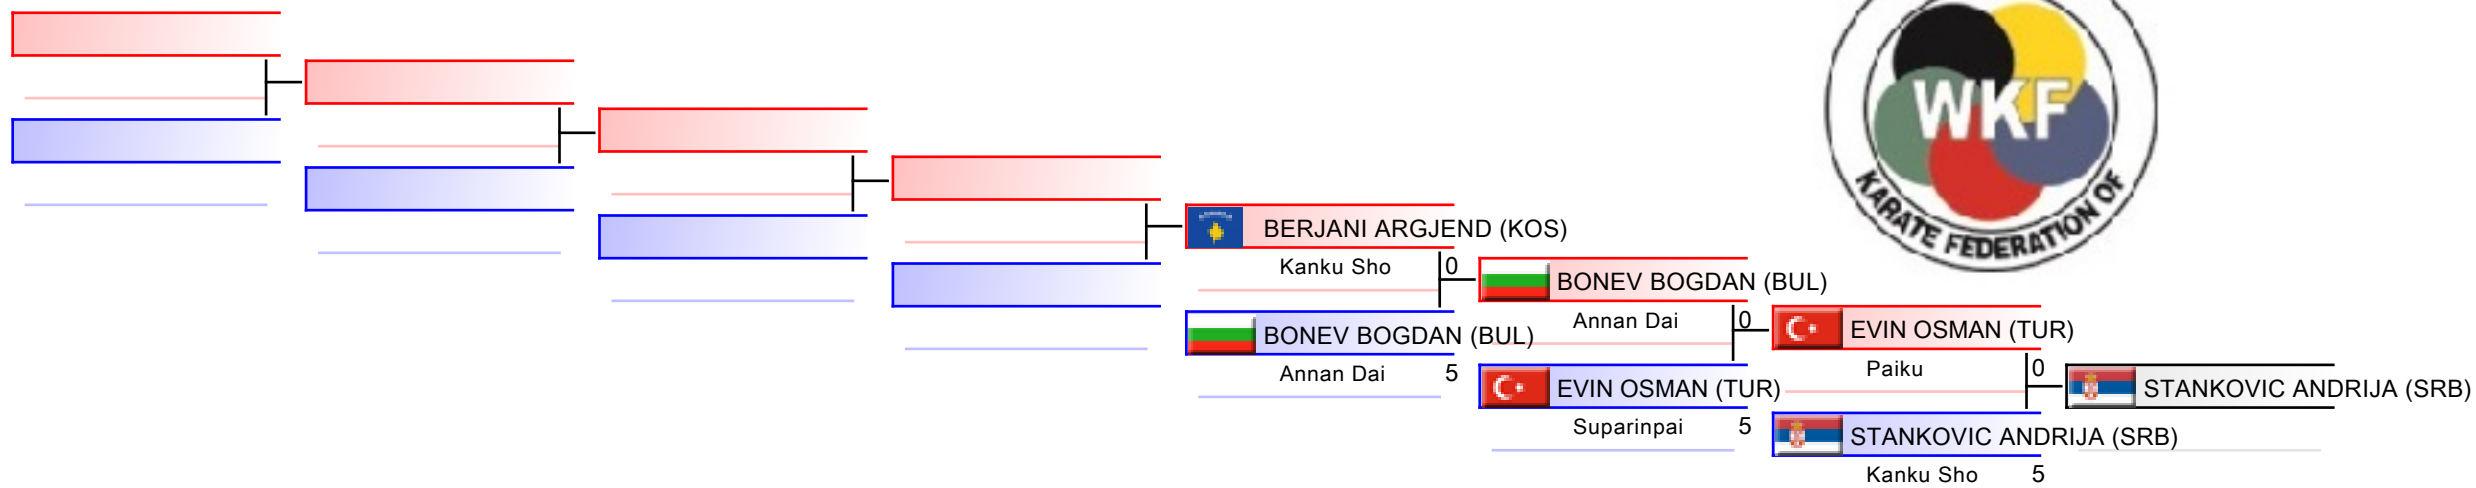 WKF
KARATE FEDERATION OF
BERJANI ARGJEND (KOS)
Kanku Sho 0
BONEV BOGDAN (BUL)
Annan Dai 5
BONEV BOGDAN (BUL)
Annan Dai 0
EVIN OSMAN (TUR)
Suparinpai 5
EVIN OSMAN (TUR)
Paiku 0
STANKOVIC ANDRIJA (SRB)
Kanku Sho 5
STANKOVIC ANDRIJA (SRB)